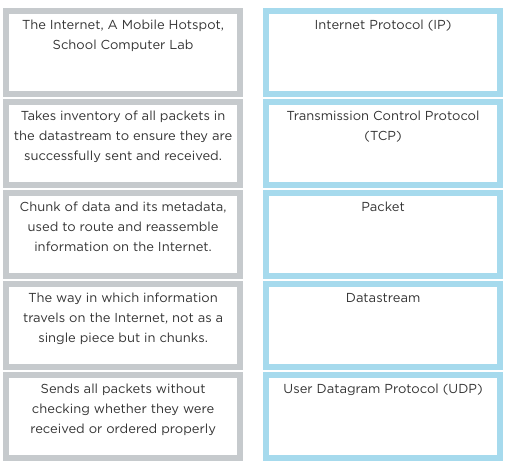 The Internet, A Mobile Hotspot,
School Computer Lab
Internet Protocol (IP)
Takes inventory of all packets in
the datastream to ensure they are
successfully sent and received.
Transmission Control Protocol
(TCP)
Chunk of data and its metadata,
used to route and reassemble
information on the Internet.
Packet
The way in which information
travels on the Internet, not as a
single piece but in chunks.
Datastream
Sends all packets without
checking whether they were
received or ordered properly
User Datagram Protocol (UDP)